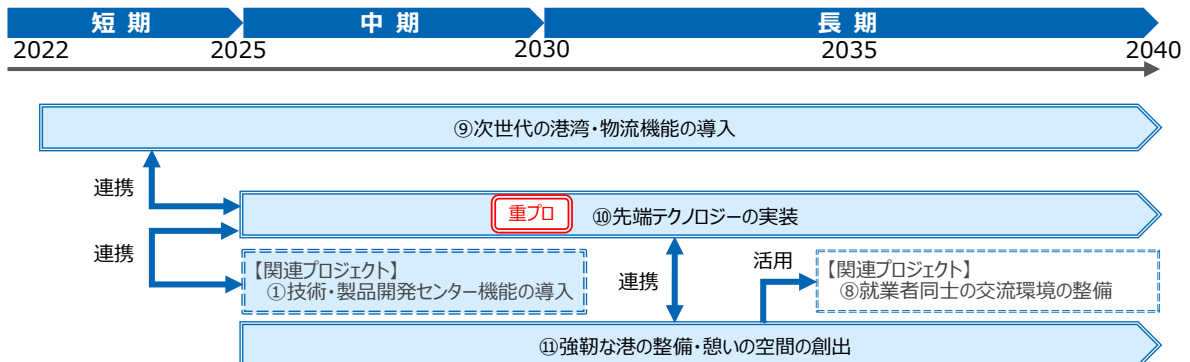 短 期
中 期
長 期
2022
2025
2030
2035
2040
⑨次世代の港湾・物流機能の導入
連携
重プロ
⑩先端テクノロジーの実装
連携
【関連プロジェクト】
①技術・製品開発センター機能の導入
連携
活用
【関連プロジェクト】
⑧就業者同士の交流環境の整備
⑪強靭な港の整備・憩いの空間の創出